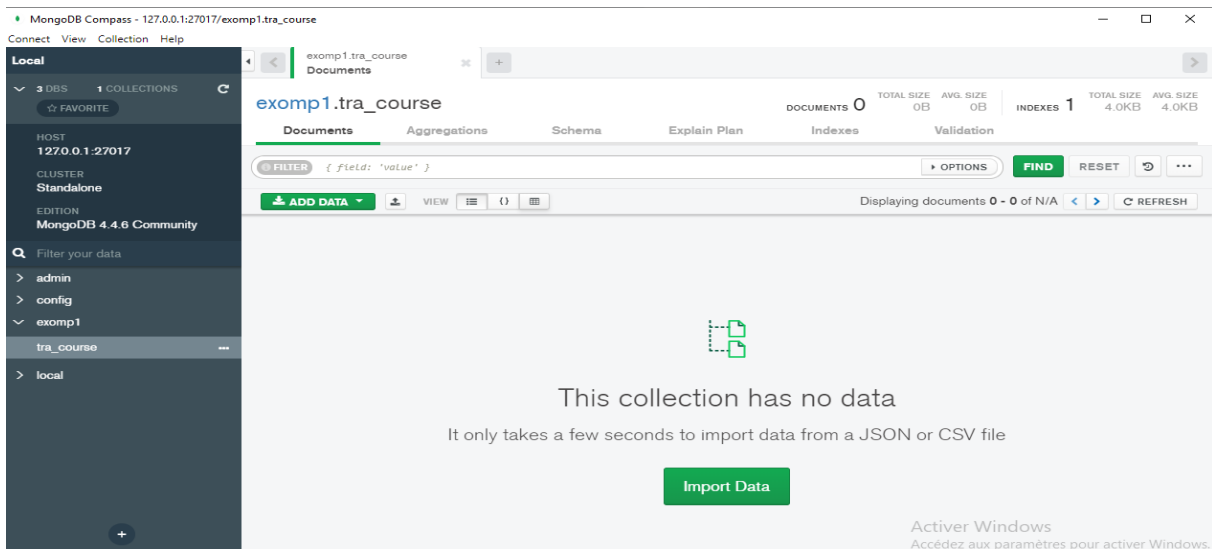 MongoDB Compass - 127.0.0.1:27017/exomp1.tra_course
Connect View Collection Help
Local
3 DBS 1 COLLECTIONS
☆ FAVORITE
HOST
127.0.0.1:27017
CLUSTER
Standalone
EDITION
MongoDB 4.4.6 Community
Filter your data
admin
config
exomp1
tra_course
local
exomp1.tra_course
Documents
exomp1.tra_course
DOCUMENTS 0
TOTAL SIZE AVG. SIZE
0B 0B
INDEXES 1
TOTAL SIZE AVG. SIZE
4.0KB 4.0KB
Documents Aggregations Schema Explain Plan Indexes Validation
FILTER { field: 'value' }
OPTIONS
FIND
RESET
ADD DATA
VIEW
Displaying documents 0 - 0 of N/A
REFRESH
This collection has no data
It only takes a few seconds to import data from a JSON or CSV file
Import Data
Activer Windows
Accédez aux paramètres pour activer Windows.